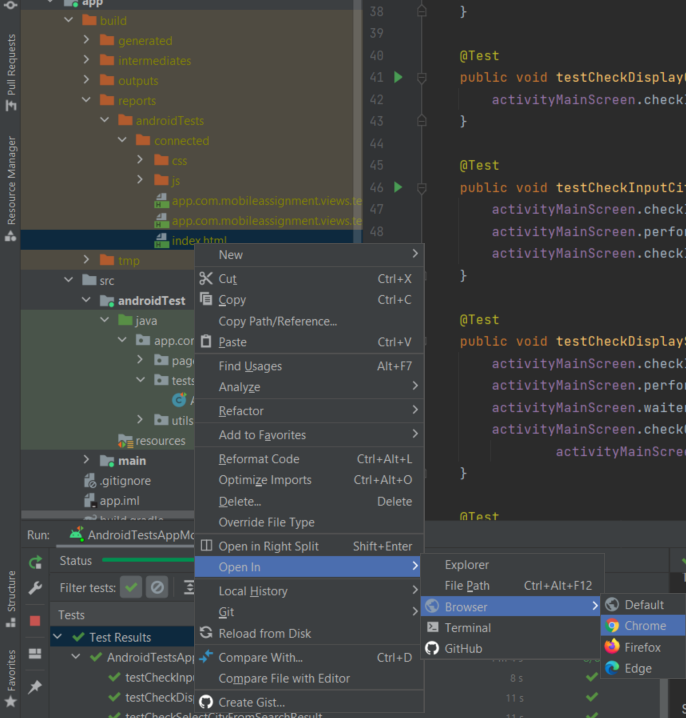 Pull Requests
Resource Manager
Structure
Favorites
app
build
generated
intermediates
outputs
reports
androidTests
connected
css
js
app.com.mobileassignment.views.te
app.com.mobileassignment.views.te
index.html
tmp
src
androidTest
java
app.con
page
tests
utils
resources
main
.gitignore
app.iml
build.gradle
38 }
39
40 @Test
41 public void testCheckDisplay
42 activityMainScreen.check
43 }
44
45 @Test
46 public void testCheckInputCi
47 activityMainScreen.check
48 activityMainScreen.perfor
activityMainScreen.check
}
@Test
public void testCheckDisplayS
activityMainScreen.check
activityMainScreen.perfor
activityMainScreen.waiter
activityMainScreen.check
activityMainScree
}
@Test
New
Cut Ctrl+X
Copy Ctrl+C
Copy Path/Reference...
Paste Ctrl+V
Find Usages Alt+F7
Analyze
Refactor
Add to Favorites
Reformat Code Ctrl+Alt+L
Optimize Imports Ctrl+Alt+O
Delete... Delete
Override File Type
Open in Right Split Shift+Enter
Open In
Local History
Git
Reload from Disk
Compare With... Ctrl+D
Compare File with Editor
Create Gist...
Explorer
File Path Ctrl+Alt+F12
Browser
Terminal
GitHub
Default
Chrome
Firefox
Edge
Run: AndroidTestsAppMo
Status
Filter tests:
Tests
Test Results
AndroidTestsApp
testCheckInpu 8 s
testCheckDisp 11 s
testCheckSelectCityFromSearchResult 11 s